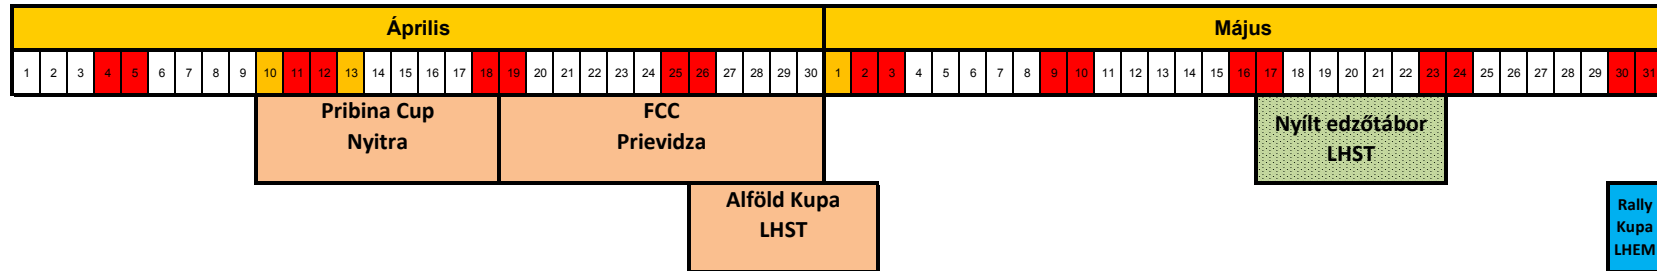 Április Május
1 2 3 4 5 6 7 8 9 10 11 12 13 14 15 16 17 18 19 20 21 22 23 24 25 26 27 28 29 30 1 2 3 4 5 6 7 8 9 10 11 12 13 14 15 16 17 18 19 20 21 22 23 24 25 26 27 28 29 30 31
Pribina Cup
Nyitra
FCC
Prievidza
Nyílt edzőtábor
LHST
Alföld Kupa
LHST
Rally
Kupa
LHEM